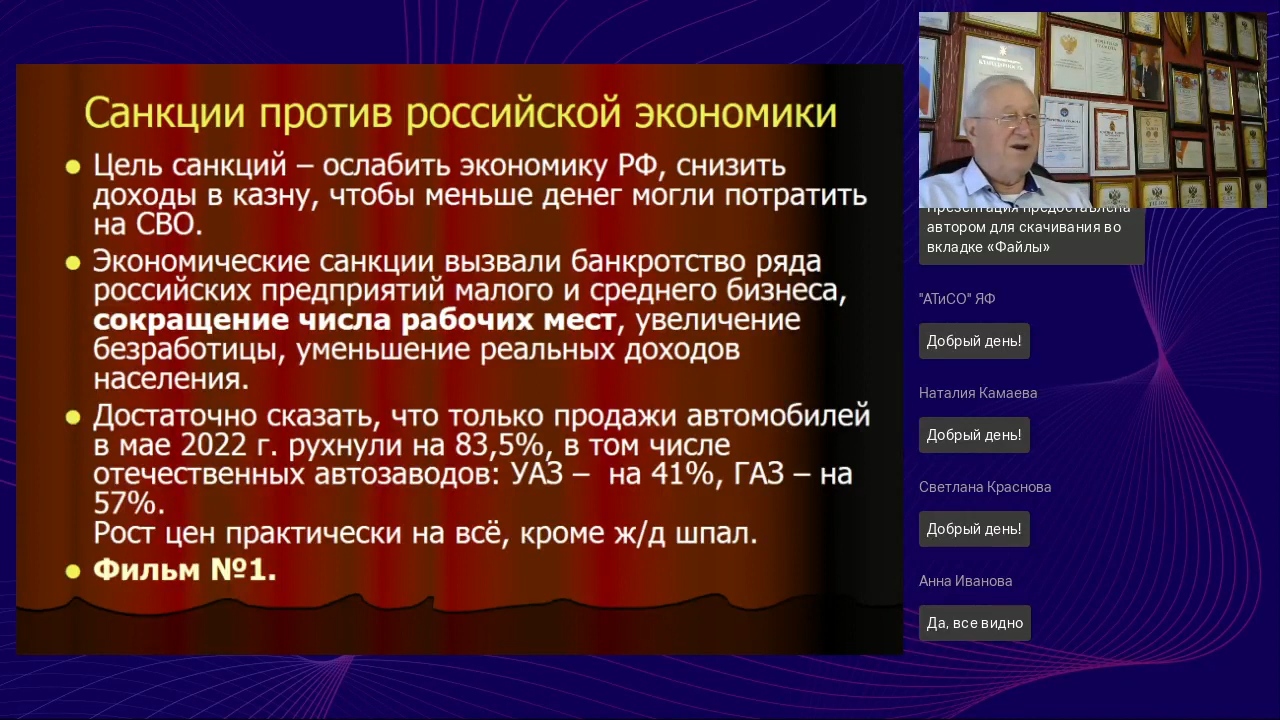 Санкции против российской экономики
Цель санкций – ослабить экономику РФ, снизить
доходы в казну, чтобы меньше денег могли потратить
на СВО.
Экономические санкции вызвали банкротство ряда
российских предприятий малого и среднего бизнеса,
сокращение числа рабочих мест, увеличение
безработицы, уменьшение реальных доходов
населения.
Достаточно сказать, что только продажи автомобилей
в мае 2022 г. рухнули на 83,5%, в том числе
отечественных автозаводов: УАЗ – на 41%, ГАЗ – на
57%.
Рост цен практически на всё, кроме ж/д шпал.
Фильм №1.
Презентация предоставлена
автором для скачивания во
вкладке «Файлы»
"АТиСО" ЯФ
Добрый день!
Наталия Камаева
Добрый день!
Светлана Краснова
Добрый день!
Анна Иванова
Да, все видно